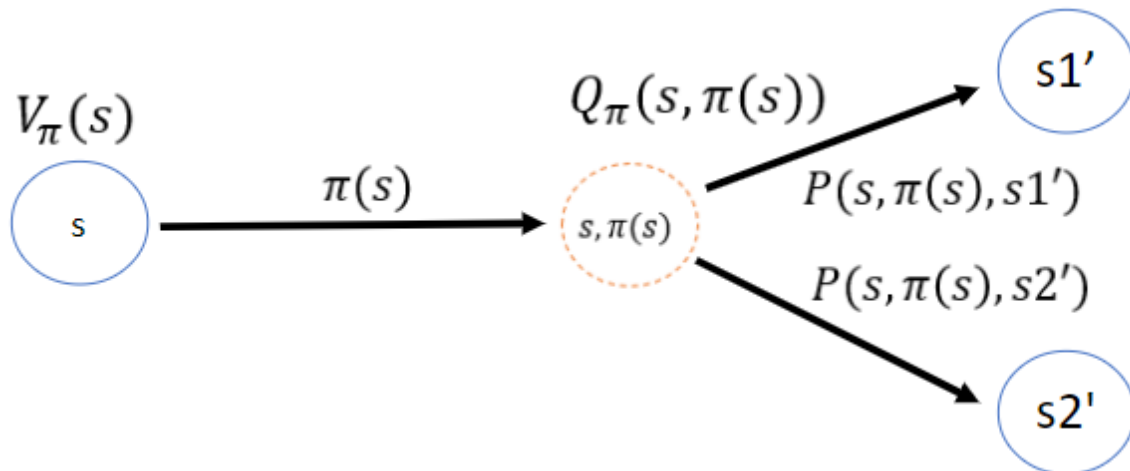 V_π(s)
s
π(s)
Q_π(s, π(s))
s, π(s)
s1′
P(s, π(s), s1′)
P(s, π(s), s2′)
s2'